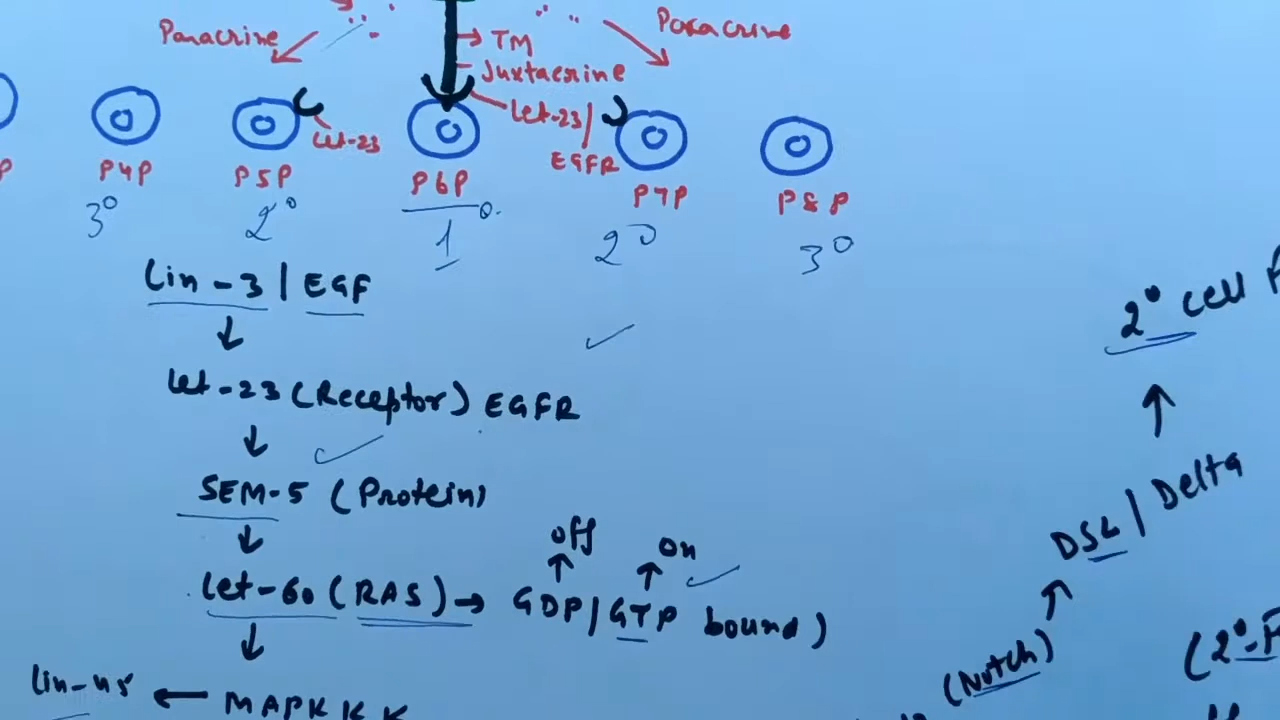 Paracrine
Paracrine
TM
Juxtacrine
Let-23/
EGFR
Let-23
P
P4P
P5P
P6P
P7P
P8P
3°
2°
1°
2°
3°
Lin-3 | EGF
Let-23 (Receptor) EGFR
SEM-5 (Protein)
off
on
Let-60 (RAS) → GDP/GTP bound)
Lin-45 ← MAPKKK
2° Cell F
DSL / Delta
(Notch)
(2°-F